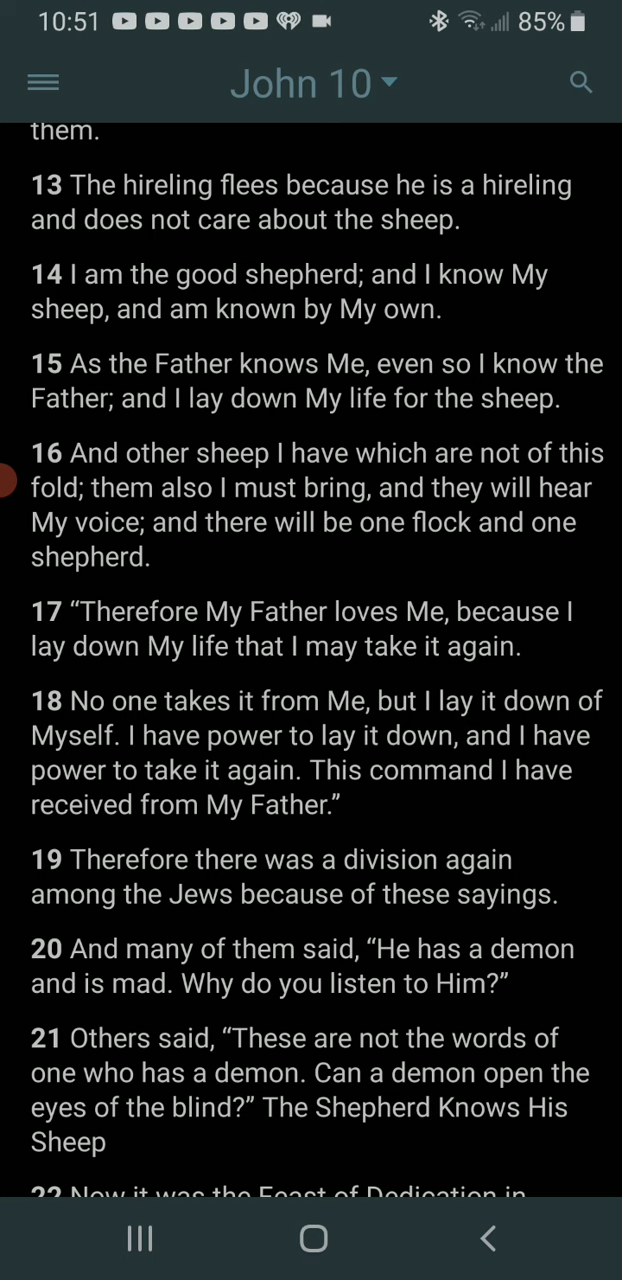 10:51 85%
John 10
them.
13 The hireling flees because he is a hireling
and does not care about the sheep.
14 I am the good shepherd; and I know My
sheep, and am known by My own.
15 As the Father knows Me, even so I know the
Father; and I lay down My life for the sheep.
16 And other sheep I have which are not of this
fold; them also I must bring, and they will hear
My voice; and there will be one flock and one
shepherd.
17 “Therefore My Father loves Me, because I
lay down My life that I may take it again.
18 No one takes it from Me, but I lay it down of
Myself. I have power to lay it down, and I have
power to take it again. This command I have
received from My Father.”
19 Therefore there was a division again
among the Jews because of these sayings.
20 And many of them said, “He has a demon
and is mad. Why do you listen to Him?”
21 Others said, “These are not the words of
one who has a demon. Can a demon open the
eyes of the blind?” The Shepherd Knows His
Sheep
22 Now it was the Feast of Dedication in